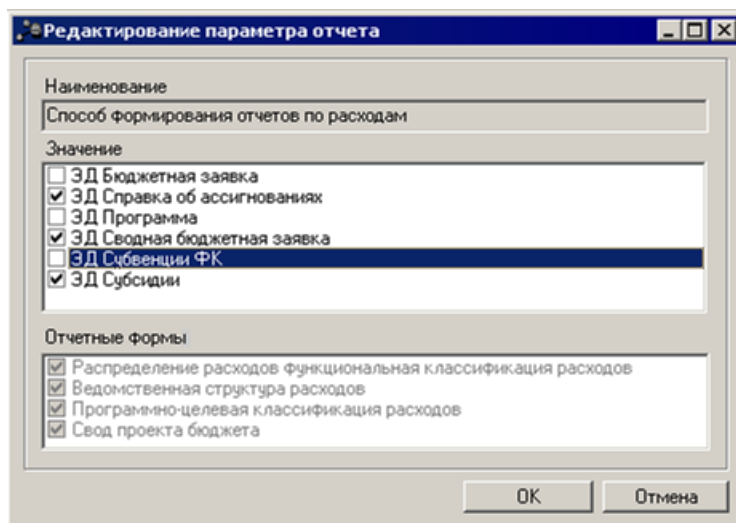 Редактирование параметра отчета
Наименование
Способ формирования отчетов по расходам
Значение
ЭД Бюджетная заявка
ЭД Справка об ассигнованиях
ЭД Программа
ЭД Сводная бюджетная заявка
ЭД Субвенции ФК
ЭД Субсидии
Отчетные формы
Распределение расходов функциональная классификация расходов
Ведомственная структура расходов
Программно-целевая классификация расходов
Свод проекта бюджета
OK Отмена